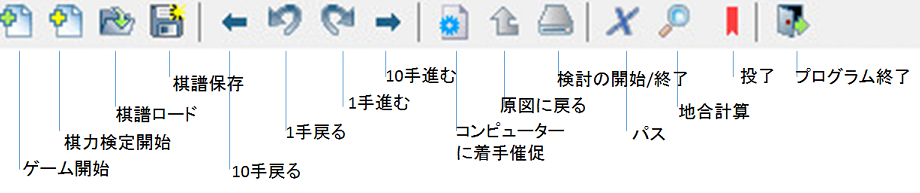 ゲーム開始
棋力検定開始
棋譜ロード
棋譜保存
10手戻る
1手戻る
1手進む
10手進む
コンピューター
に着手催促
原図に戻る
検討の開始/終了
パス
地合計算
投了
プログラム終了